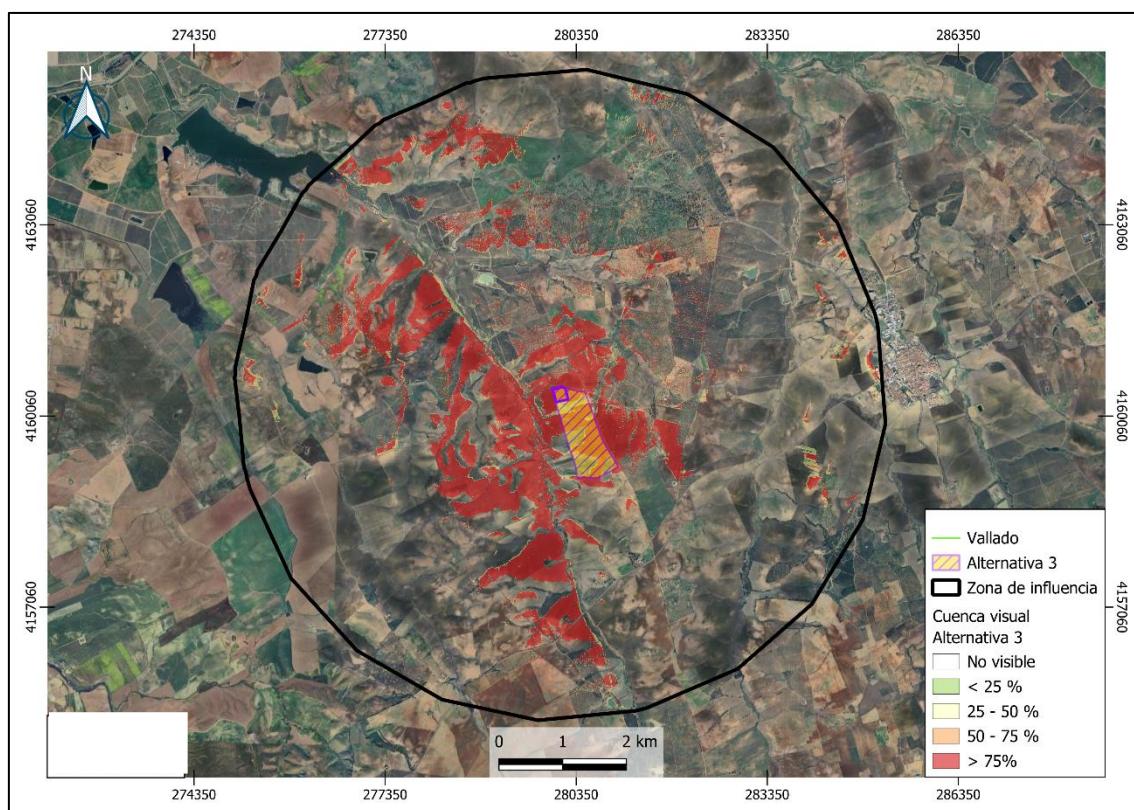 274350 277350 280350 283350 286350
N
4163060 4163060
4160060 4160060
4157060 4157060
Vallado
Alternativa 3
Zona de influencia
Cuenca visual
Alternativa 3
No visible
< 25 %
25 - 50 %
50 - 75 %
> 75%
0 1 2 km
274350 277350 280350 283350 286350